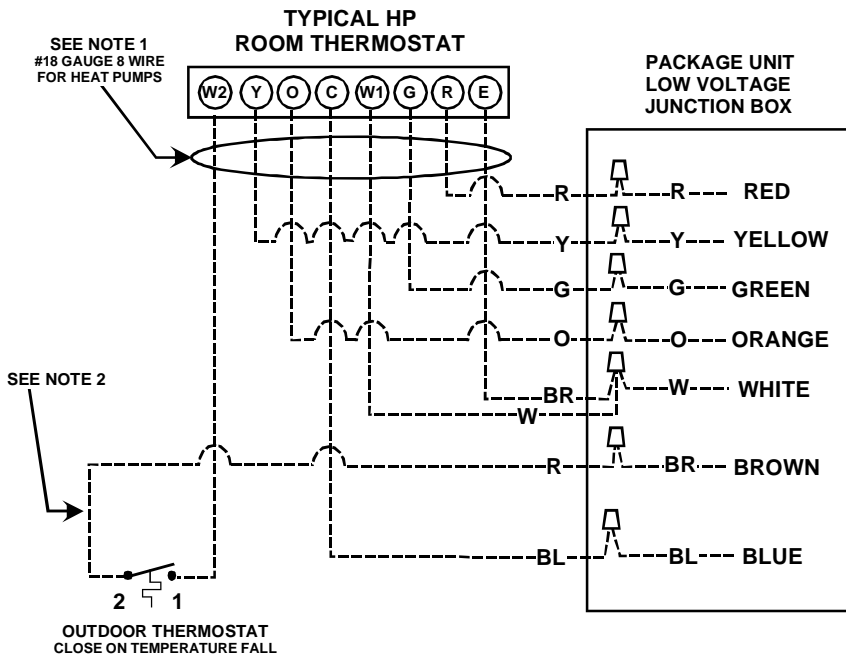 TYPICAL HP
ROOM THERMOSTAT
SEE NOTE 1
#18 GAUGE 8 WIRE
FOR HEAT PUMPS
PACKAGE UNIT
LOW VOLTAGE
JUNCTION BOX
W2 Y O C W1 G R E
R R RED
Y Y YELLOW
G G GREEN
O O ORANGE
SEE NOTE 2
BR W WHITE
W
R BR BROWN
BL BL BLUE
2 1
OUTDOOR THERMOSTAT
CLOSE ON TEMPERATURE FALL